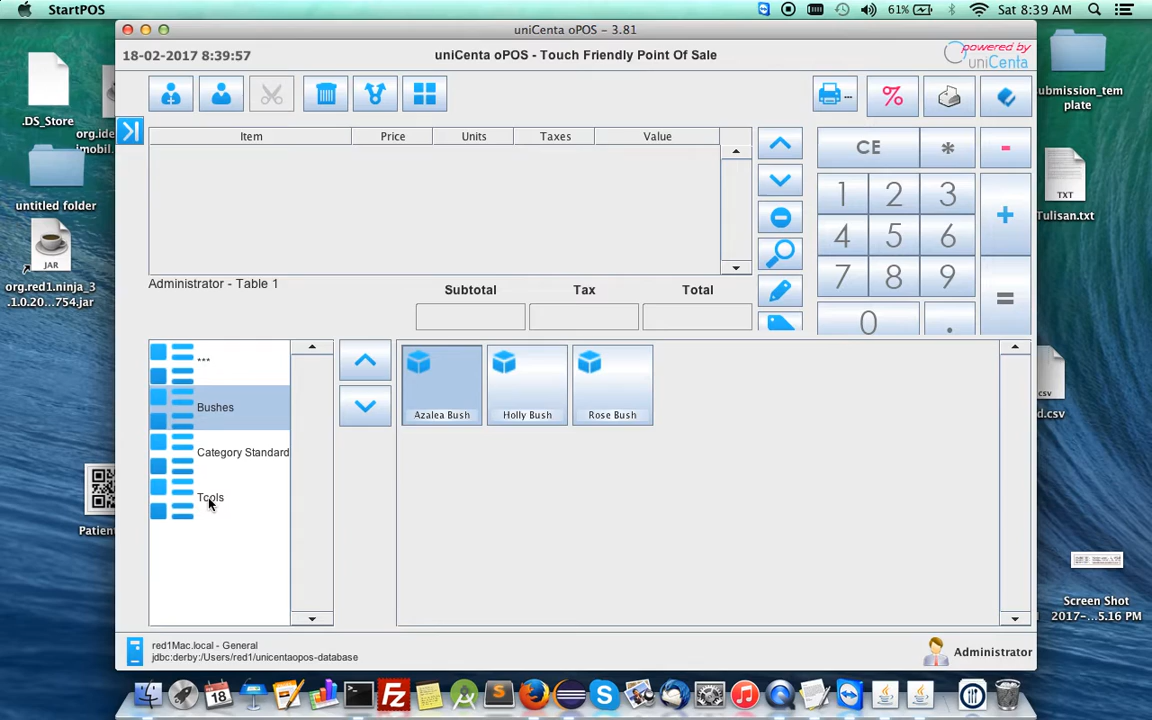 StartPOS
61%
Sat 8:39 AM
uniCenta oPOS - 3.81
18-02-2017 8:39:57
uniCenta oPOS - Touch Friendly Point Of Sale
powered by
uniCenta
.DS_Store
untitled folder
JAR
org.red1.ninja_3
.1.0.20...754.jar
TXT
Tulisan.txt
Item
Price
Units
Taxes
Value
CE
*
-
1
2
3
+
4
5
6
7
8
9
=
0
.
%
...
Administrator - Table 1
Subtotal
Tax
Total
***
Bushes
Category Standard
Tools
Azalea Bush
Holly Bush
Rose Bush
Screen Shot
2017-...5.16 PM
red1Mac.local - General
jdbc:derby:/Users/red1/unicentaopos-database
Administrator
18